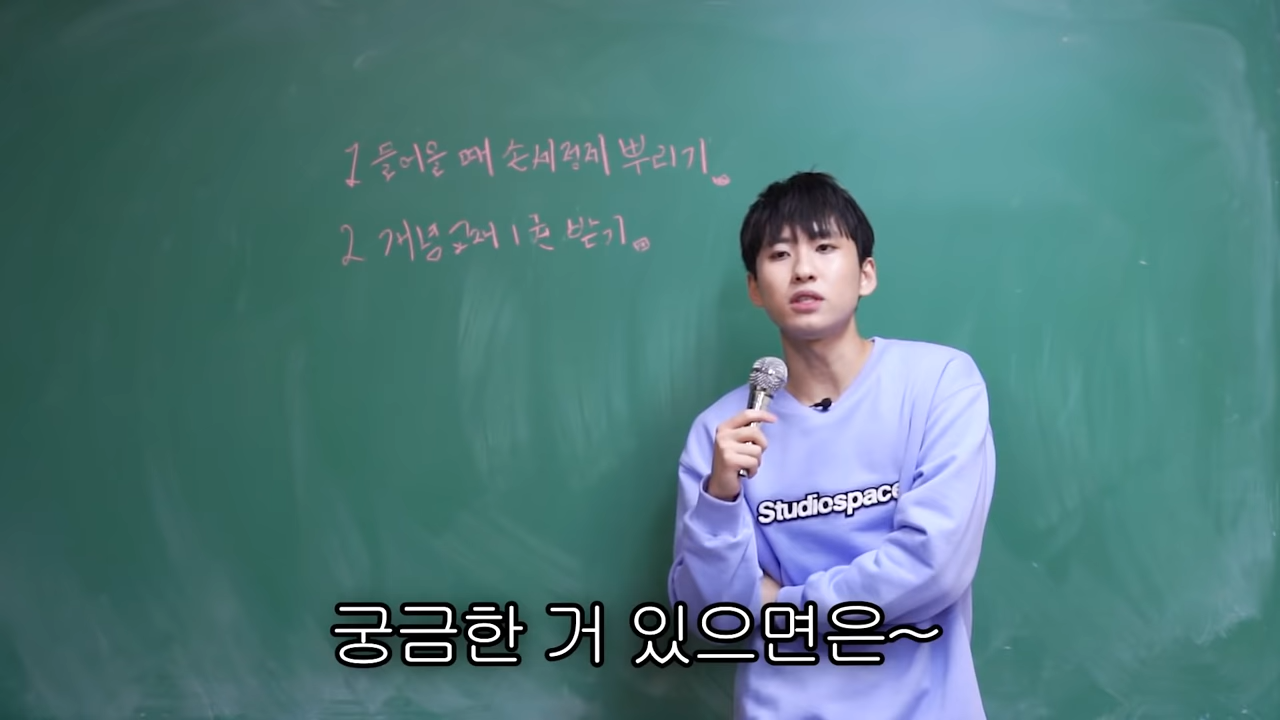 1 들어올 때 손세정제 뿌리기.
2 개념교재 1권 받기.
Studiospace
궁금한 거 있으면은~